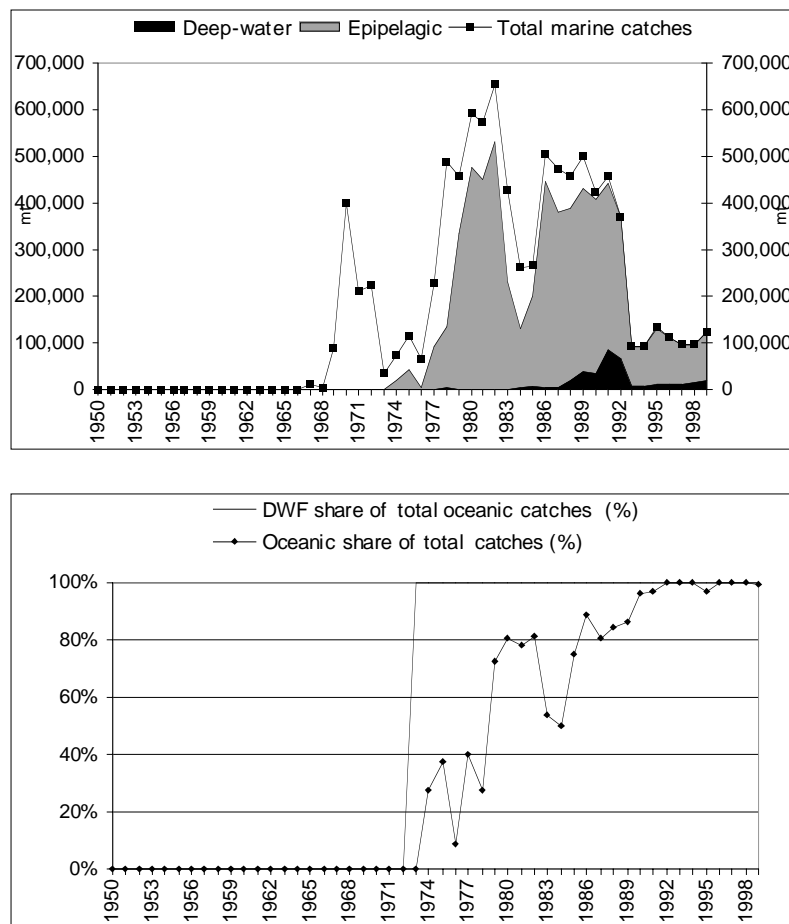 Deep-water Epipelagic Total marine catches
700,000 700,000
600,000 600,000
500,000 500,000
400,000 400,000
mt mt
300,000 300,000
200,000 200,000
100,000 100,000
0 0
1950 1953 1956 1959 1962 1965 1968 1971 1974 1977 1980 1983 1986 1989 1992 1995 1998
DWF share of total oceanic catches (%)
Oceanic share of total catches (%)
100%
80%
60%
40%
20%
0%
1950 1953 1956 1959 1962 1965 1968 1971 1974 1977 1980 1983 1986 1989 1992 1995 1998